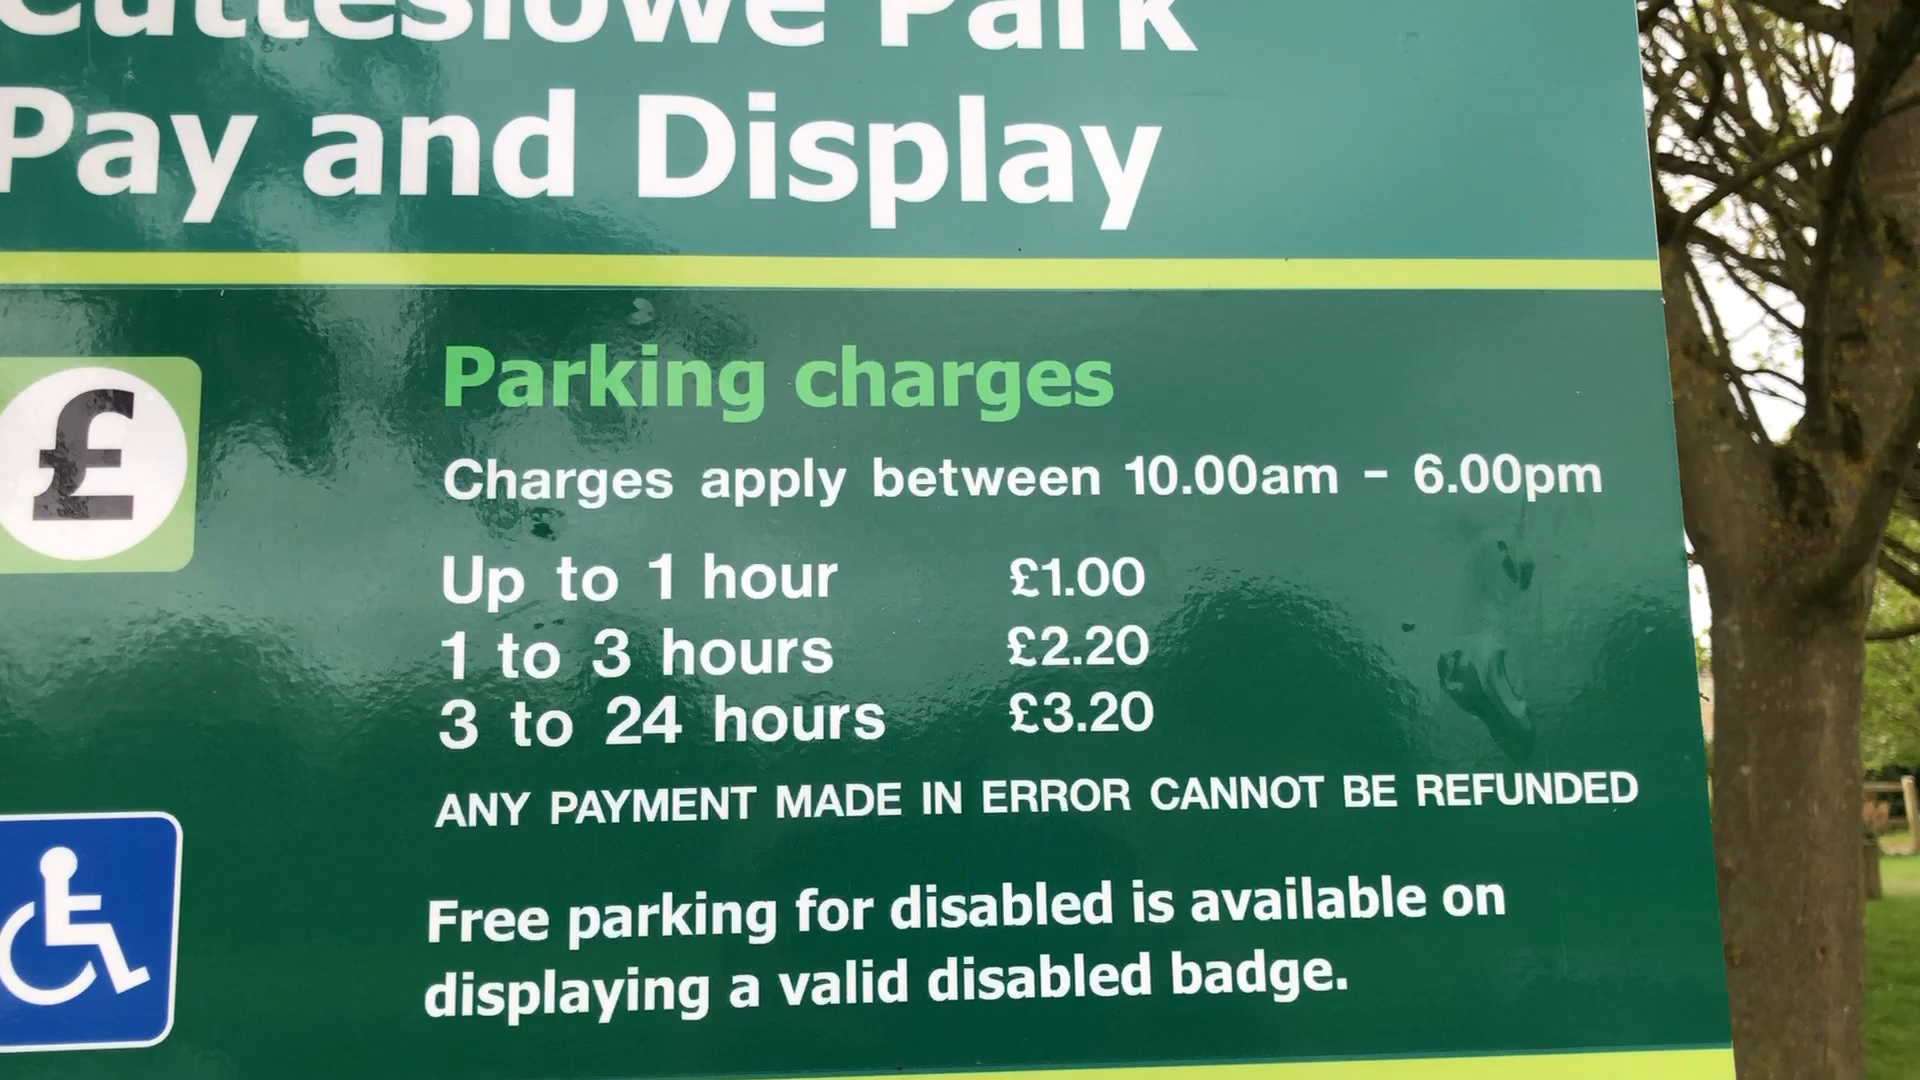 Cutteslowe Park
Pay and Display
£
Parking charges
Charges apply between 10.00am - 6.00pm
Up to 1 hour £1.00
1 to 3 hours £2.20
3 to 24 hours £3.20
ANY PAYMENT MADE IN ERROR CANNOT BE REFUNDED
Free parking for disabled is available on
displaying a valid disabled badge.